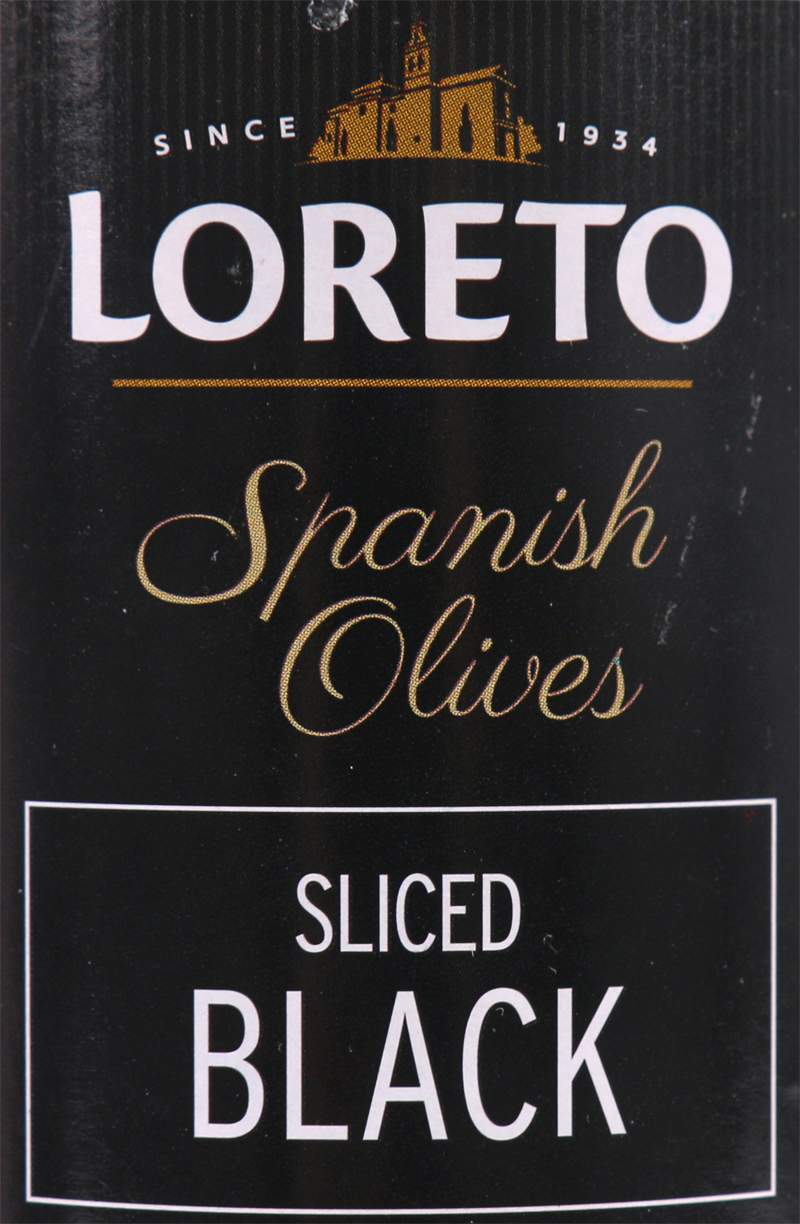 SINCE 1934
LORETO
Spanish
Olives
SLICED
BLACK